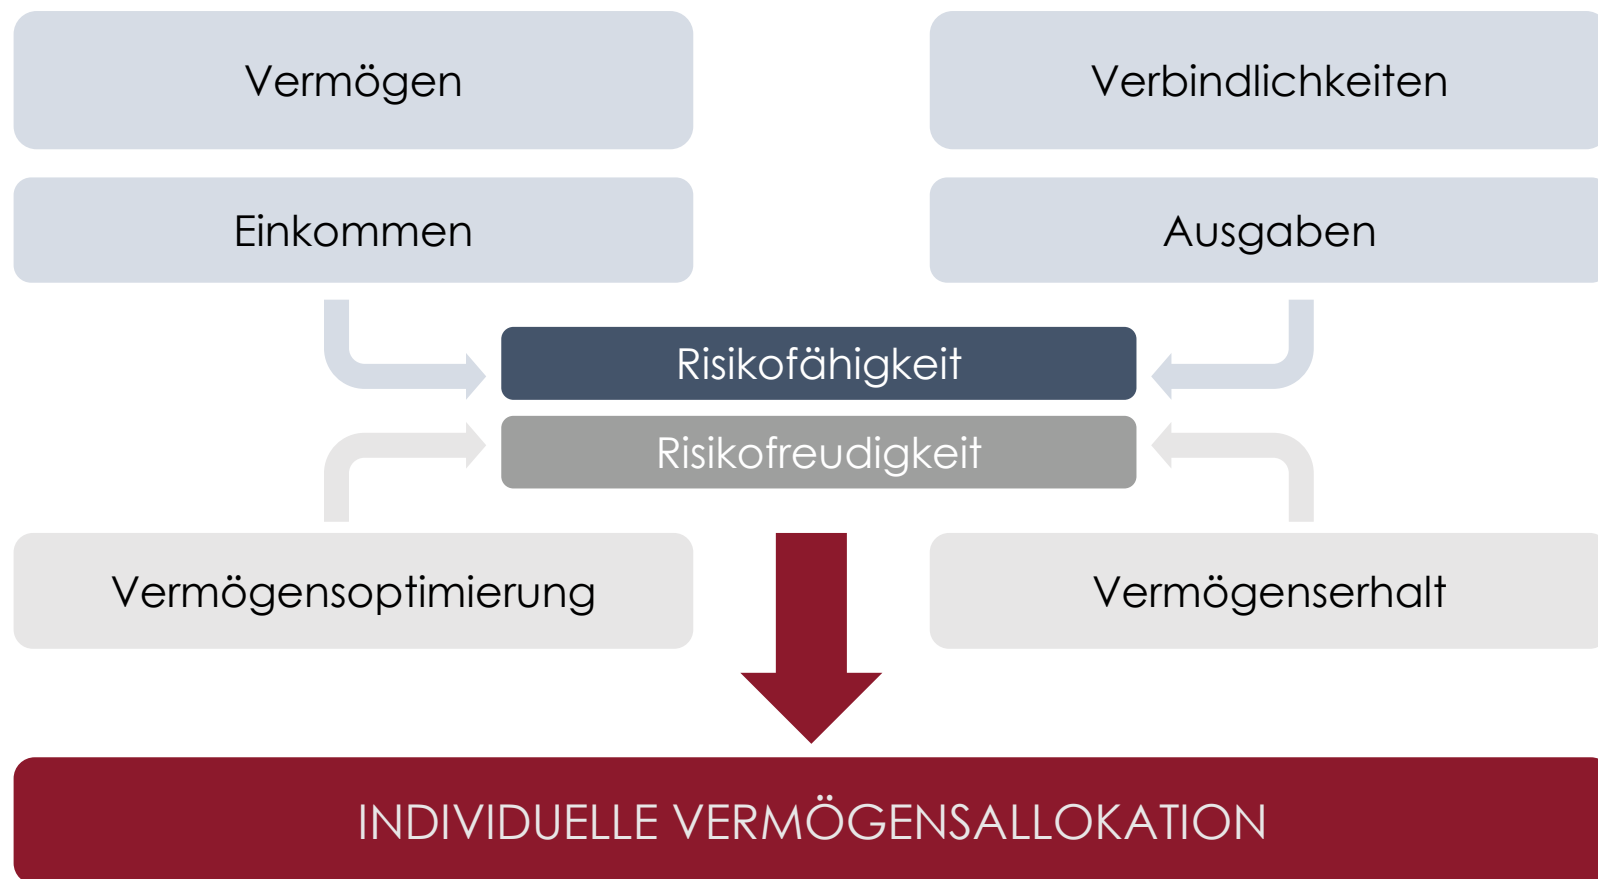 Vermögen
Verbindlichkeiten
Einkommen
Ausgaben
Risikofähigkeit
Risikofreudigkeit
Vermögensoptimierung
Vermögenserhalt
INDIVIDUELLE VERMÖGENSALLOKATION